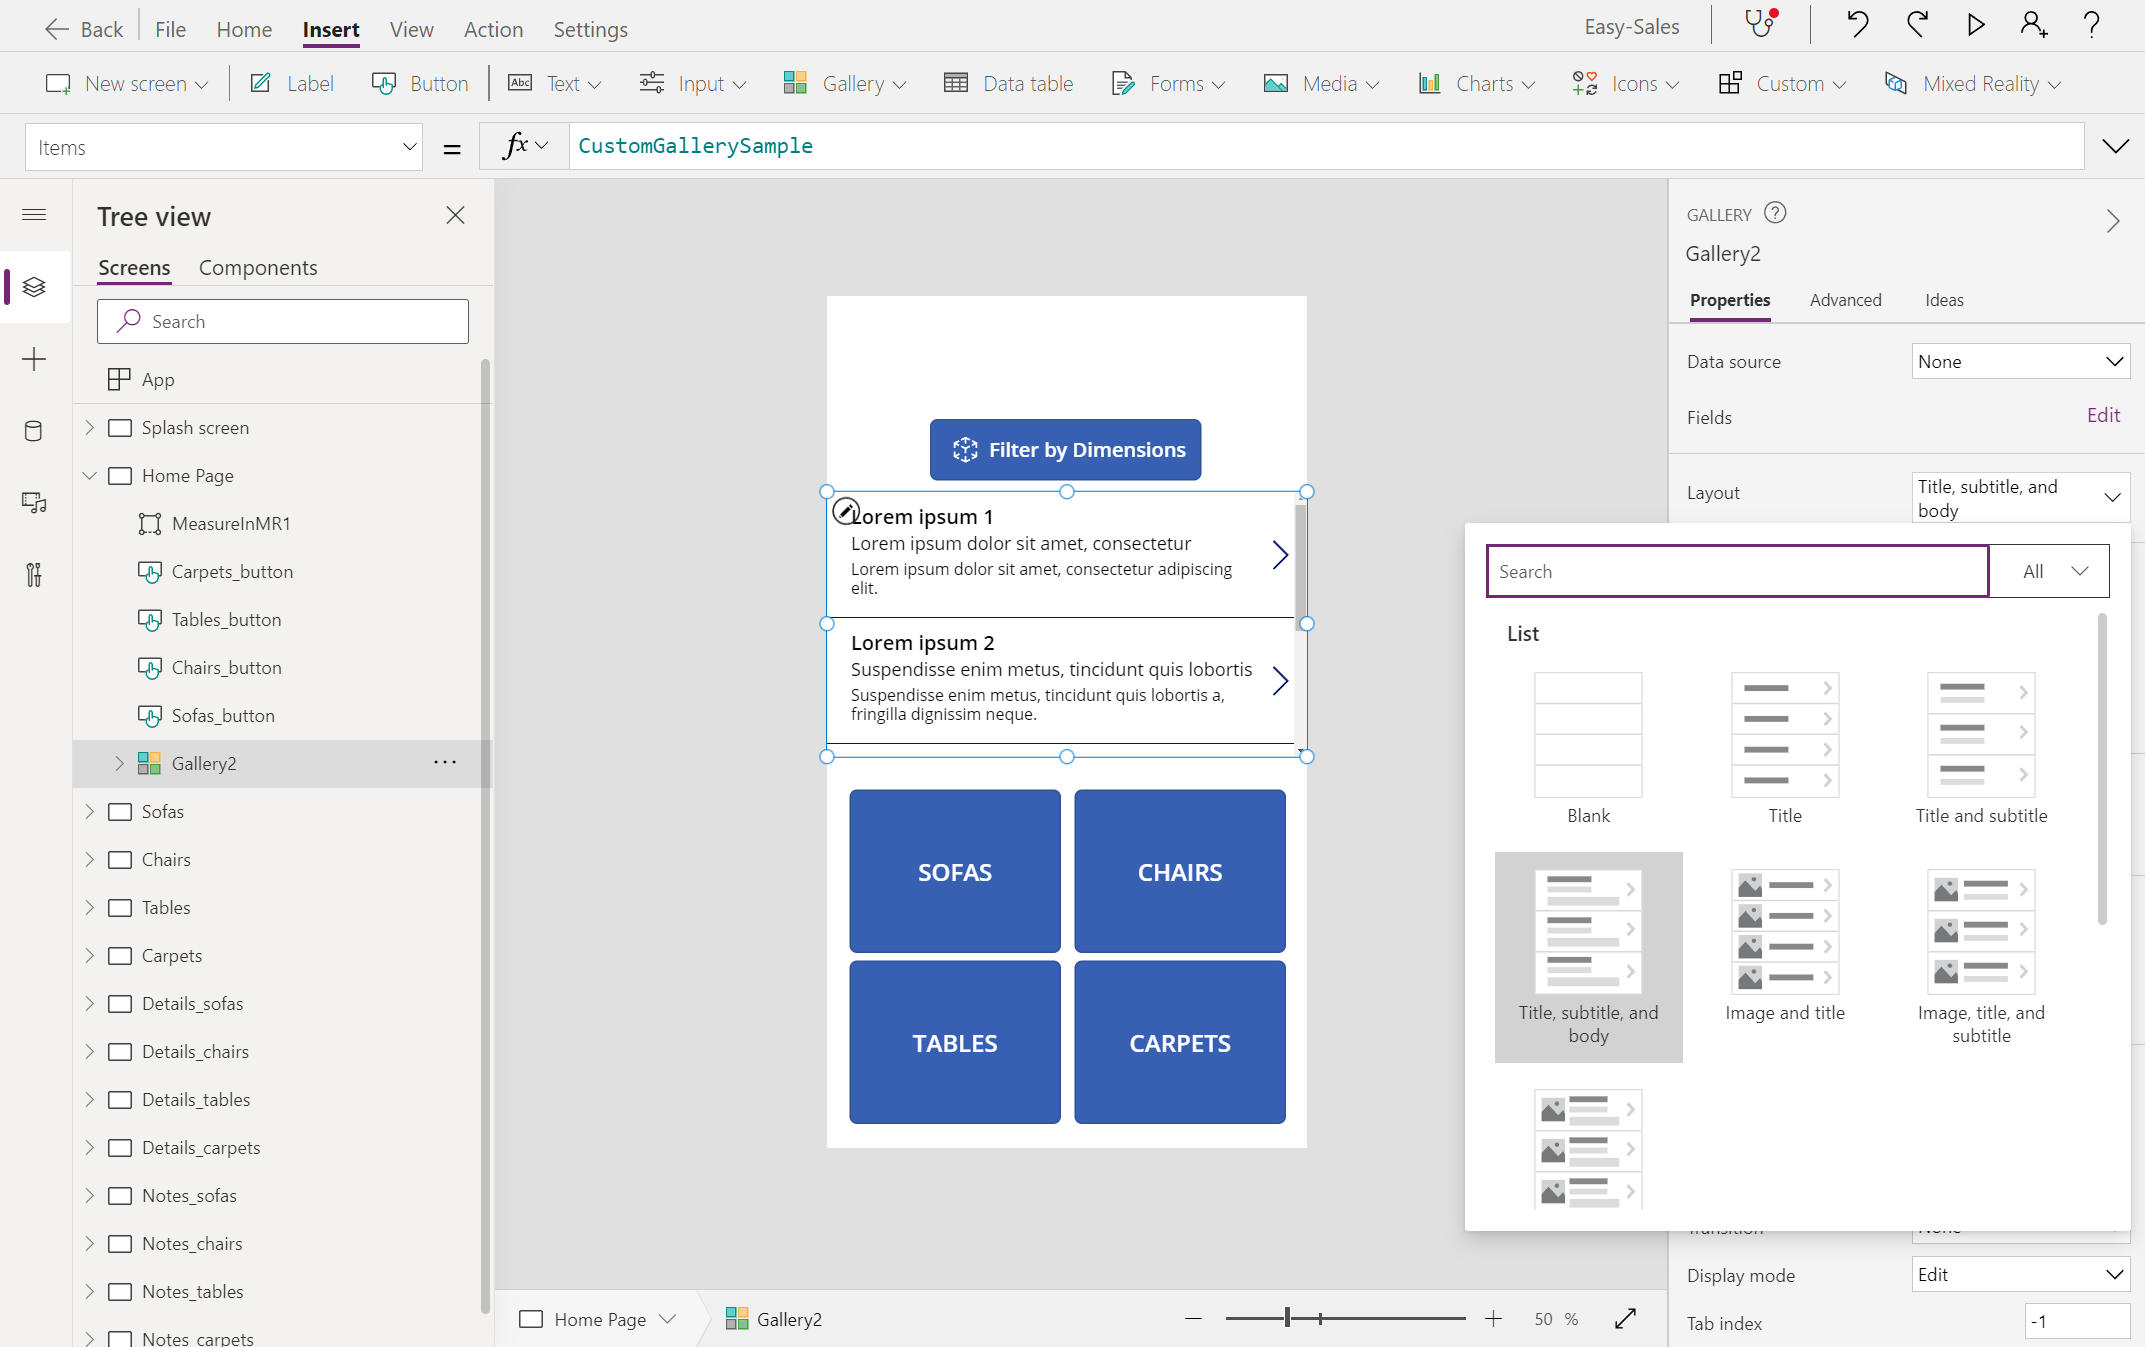 Back File Home Insert View Action Settings Easy-Sales
New screen Label Button Abc Text Input Gallery Data table Forms Media Charts Icons Custom Mixed Reality
Items = fx CustomGallerySample
Tree view
Screens Components
Search
App
Splash screen
Home Page
MeasureInMR1
Carpets_button
Tables_button
Chairs_button
Sofas_button
Gallery2 ...
Sofas
Chairs
Tables
Carpets
Details_sofas
Details_chairs
Details_tables
Details_carpets
Notes_sofas
Notes_chairs
Notes_tables
Notes_carpets
Filter by Dimensions
Lorem ipsum 1
Lorem ipsum dolor sit amet, consectetur
Lorem ipsum dolor sit amet, consectetur adipiscing
elit.
Lorem ipsum 2
Suspendisse enim metus, tincidunt quis lobortis
Suspendisse enim metus, tincidunt quis lobortis a,
fringilla dignissim neque.
SOFAS CHAIRS
TABLES CARPETS
Home Page Gallery2 50 %
GALLERY ?
Gallery2
Properties Advanced Ideas
Data source None
Fields Edit
Layout Title, subtitle, and
body
Search All
List
Blank Title Title and subtitle
Title, subtitle, and
body
Image and title
Image, title, and
subtitle
Transition None
Display mode Edit
Tab index -1